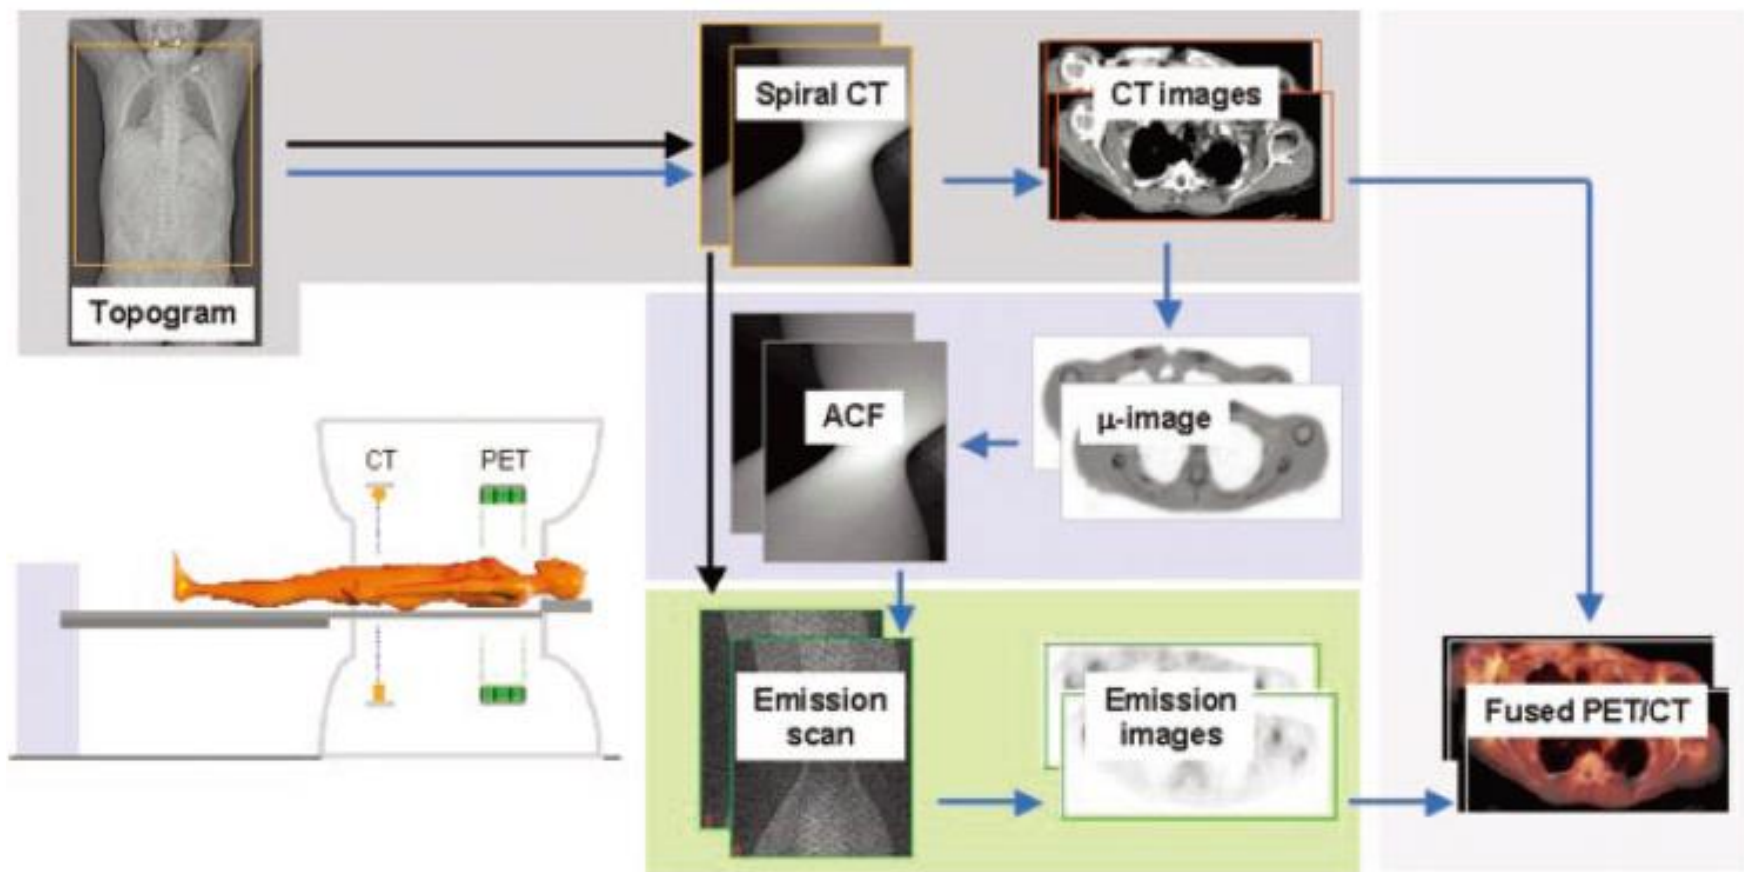 Spiral CT
CT images
Topogram
ACF
μ-image
CT
PET
Emission
scan
Emission
images
Fused PET/CT